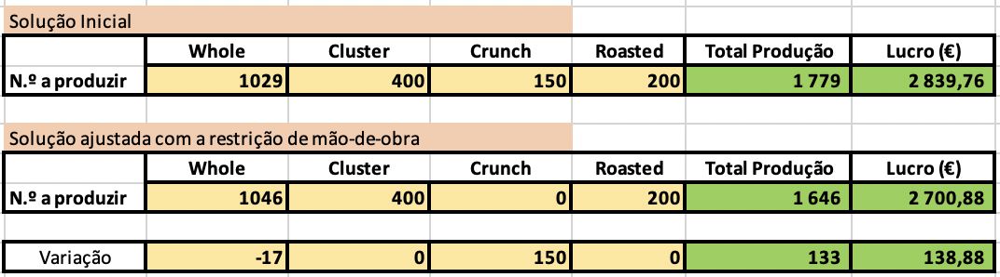 Solução Inicial
Whole Cluster Crunch Roasted Total Produção Lucro (€)
N.º a produzir 1029 400 150 200 1 779 2 839,76
Solução ajustada com a restrição de mão-de-obra
Whole Cluster Crunch Roasted Total Produção Lucro (€)
N.º a produzir 1046 400 0 200 1 646 2 700,88
Variação -17 0 150 0 133 138,88